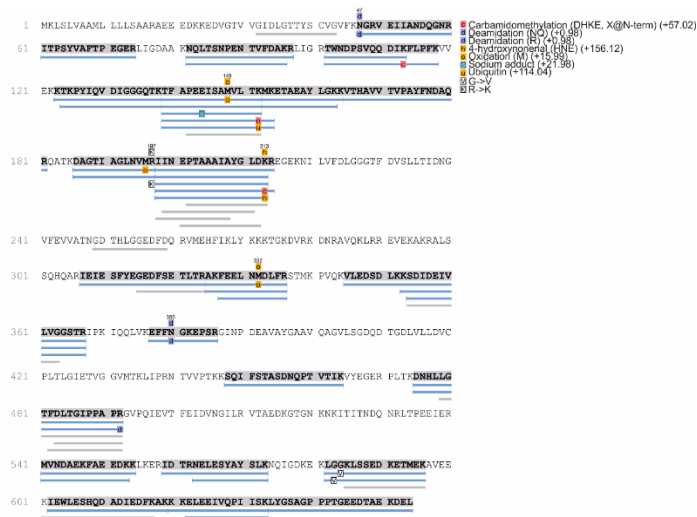 47
d
1 MKLSLVAAML LLLSAARAEE EDKKEDVGTV VGIDLGTTYS CVGVFKNGRV EIIANDQGNR
d
61 ITPSYVAFTP EGERLIGDAA KNQLTSNPEN TVFDAKRLIG RTWNDPSVQQ DIKFLPFKVV
c
148
o
121 EKKTKPYIQV DIGGGQTKTF APEEISAMVL TKMKETAEAY LGKKVTHAVV TVPAYFNDAQ
o
c
u
197 213
K h
181 RQATKDAGTI AGLNVMRIIN EPTAAAIAYG LDKREGEKNI LVFDLGGGTF DVSLLTIDNG
o
K
c
h
241 VFEVVATNGD THLGGEDFDQ RVMEHFIKLY KKKTGKDVRK DNRAVQKLRR EVEKAKRALS
332
o
301 SQHQARIEIE SFYEGEDFSE TLTRAKFEEL NMDLFRSTMK PVQKVLEDSD LKKSDIDEIV
o
380
d
361 LVGGSTRIPK IQQLVKEFFN GKEPSRGINP DEAVAYGAAV QAGVLSGDQD TGDLVLLDVC
d
421 PLTLGIETVG GVMTKLIPRN TVVPTKKSQI FSTASDNQPT VTIKVYEGER PLTKDNHLLG
481 TFDLTGIPPA PRGVPQIEVT FEIDVNGILR VTAEDKGTGN KNKITITNDQ NRLTPEEIER
d
541 MVNDAEKFAE EDKKLKERID TRNELESYAY SLKNQIGDKE KLGGKLSSED KETMEKAVEE
V
V
601 KIEWLESHQD ADIEDFKAKK KELEEIVQPI ISKLYGSAGP PPTGEEDTAE KDEL
c Carbamidomethylation (DHKE, X@N-term) (+57.02)
d Deamidation (NQ) (+0.98)
d Deamidation (R) (+0.98)
h 4-hydroxynonenal (HNE) (+156.12)
o Oxidation (M) (+15.99)
Sodium adduct (+21.98)
u Ubiquitin (+114.04)
V G->V
K R->K